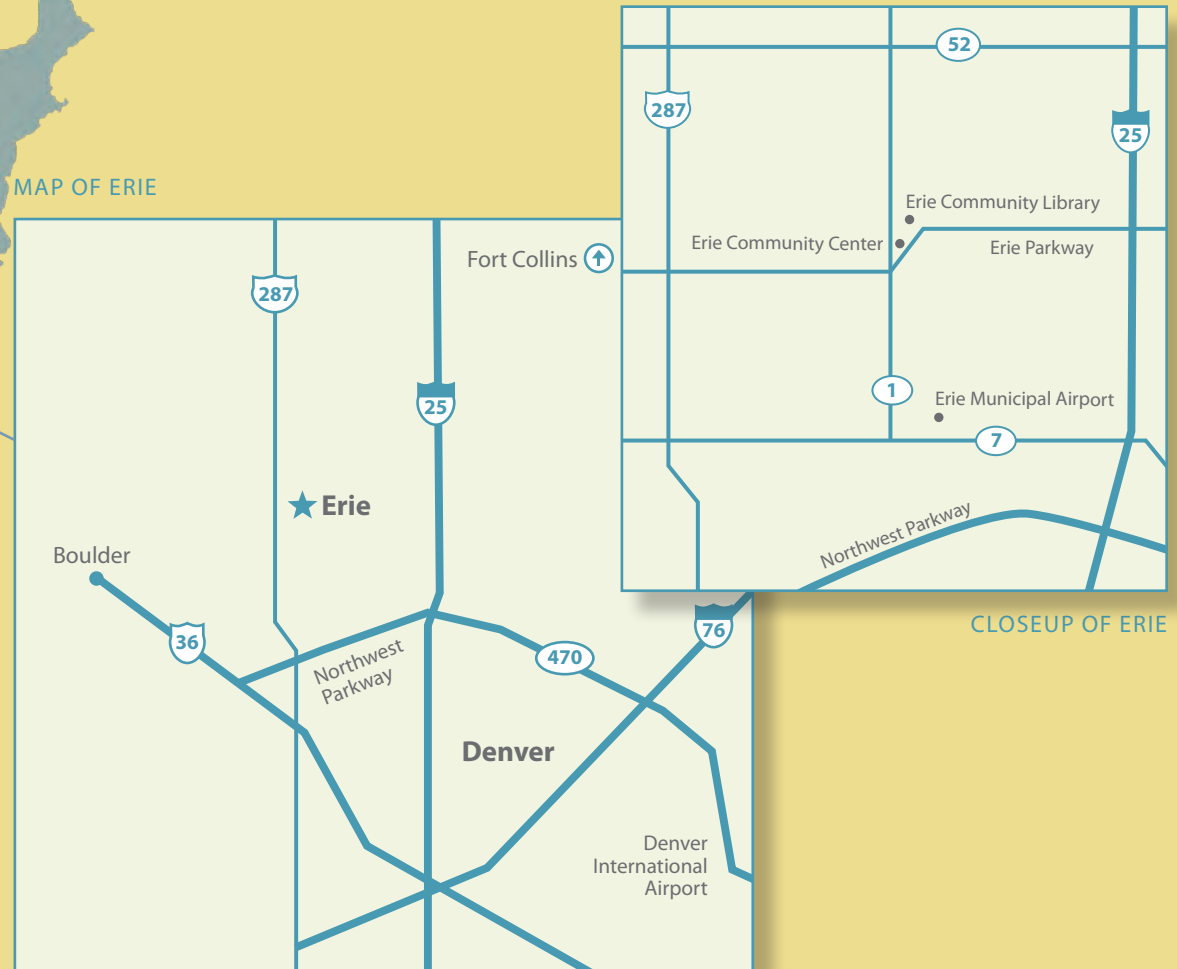 MAP OF ERIE
287
Fort Collins
25
Erie
Boulder
36
Northwest
Parkway
470
76
Denver
Denver
International
Airport
52
287
25
Erie Community Library
Erie Community Center
Erie Parkway
1
Erie Municipal Airport
7
Northwest Parkway
CLOSEUP OF ERIE